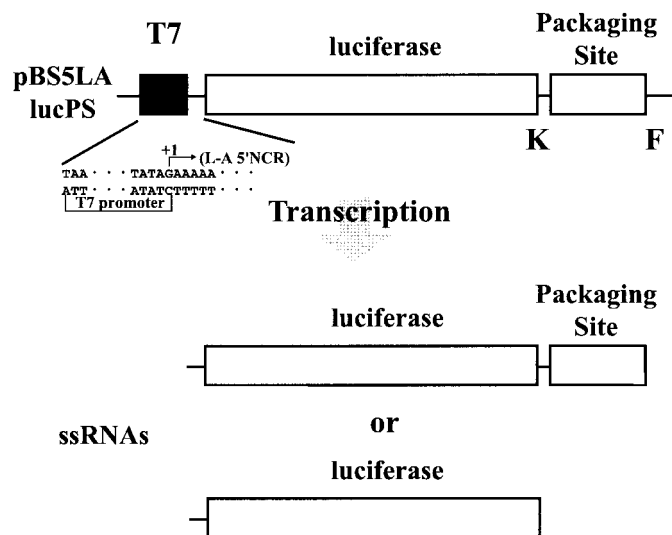 T7
luciferase
Packaging
Site
pBS5LA
lucPS
K
F
+1
(L-A 5'NCR)
TAA · · · TATAGAAAAA · · ·
ATT · · · ATATCTTTTT · · ·
T7 promoter
Transcription
luciferase
Packaging
Site
ssRNAs
or
luciferase